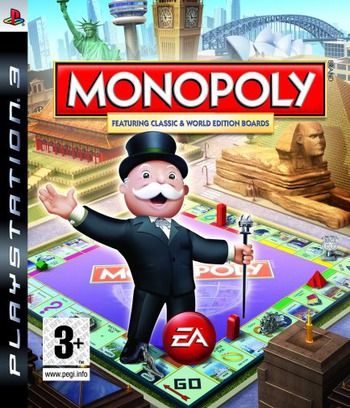 PLAYSTATION 3
MONOPOLY
FEATURING CLASSIC & WORLD EDITION BOARDS
MONOPOLY
EA
GO
3+
www.pegi.info